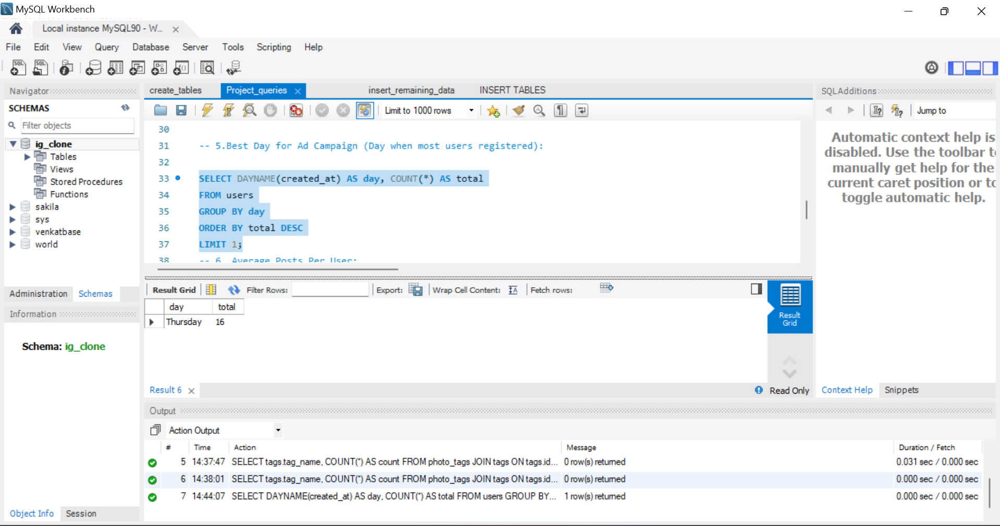 MySQL Workbench
Local instance MySQL90 - W...
File Edit View Query Database Server Tools Scripting Help
Navigator
SCHEMAS
Filter objects
ig_clone
Tables
Views
Stored Procedures
Functions
sakila
sys
venkatbase
world
Administration Schemas
Information
Schema: ig_clone
Object Info Session
create_tables Project_queries insert_remaining_data INSERT TABLES
Limit to 1000 rows
30
31 -- 5.Best Day for Ad Campaign (Day when most users registered):
32
33 SELECT DAYNAME(created_at) AS day, COUNT(*) AS total
34 FROM users
35 GROUP BY day
36 ORDER BY total DESC
37 LIMIT 1;
38 -- 6. Average Posts Per User:
Result Grid Filter Rows: Export: Wrap Cell Content: Fetch rows:
day total
Thursday 16
Result Grid
Result 6
Read Only
SQLAdditions
Jump to
Automatic context help is
disabled. Use the toolbar to
manually get help for the
current caret position or to
toggle automatic help.
Context Help Snippets
Output
Action Output
# Time Action Message Duration / Fetch
5 14:37:47 SELECT tags.tag_name, COUNT(*) AS count FROM photo_tags JOIN tags ON tags.id... 0 row(s) returned 0.031 sec / 0.000 sec
6 14:38:01 SELECT tags.tag_name, COUNT(*) AS count FROM photo_tags JOIN tags ON tags.id... 0 row(s) returned 0.000 sec / 0.000 sec
7 14:44:07 SELECT DAYNAME(created_at) AS day, COUNT(*) AS total FROM users GROUP BY... 1 row(s) returned 0.000 sec / 0.000 sec